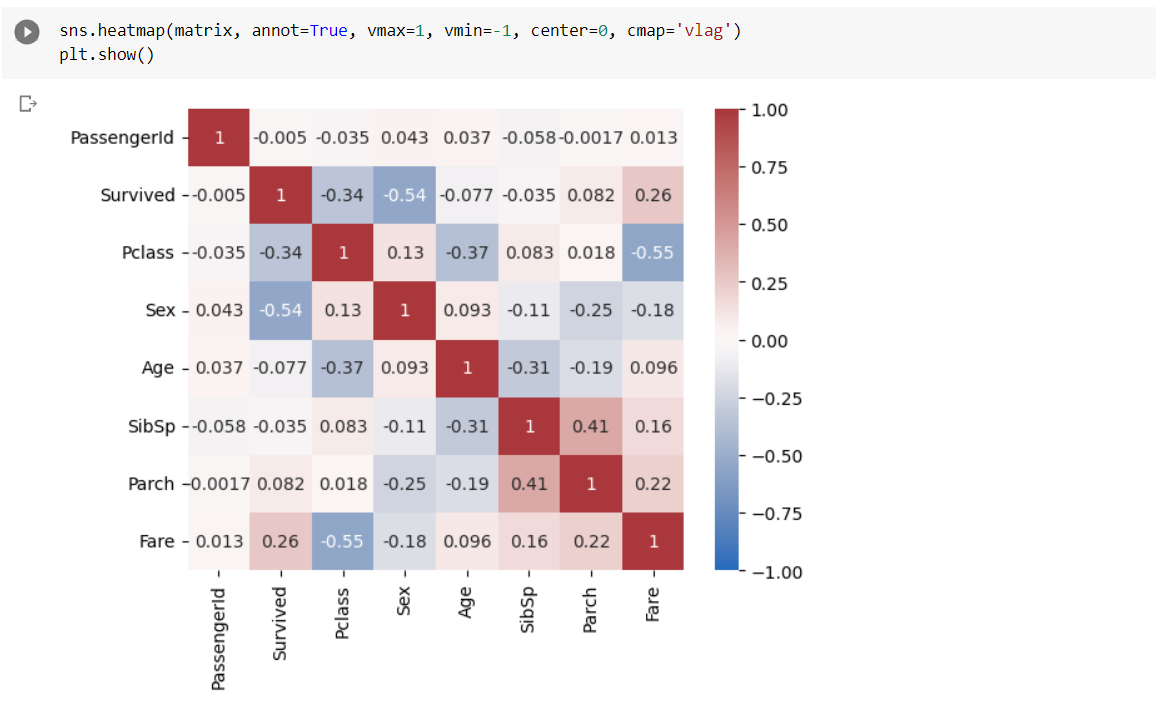 sns.heatmap(matrix, annot=True, vmax=1, vmin=-1, center=0, cmap='vlag')
plt.show()
PassengerId 1 -0.005 -0.035 0.043 0.037 -0.058 -0.0017 0.013
Survived -0.005 1 -0.34 -0.54 -0.077 -0.035 0.082 0.26
Pclass -0.035 -0.34 1 0.13 -0.37 0.083 0.018 -0.55
Sex 0.043 -0.54 0.13 1 0.093 -0.11 -0.25 -0.18
Age 0.037 -0.077 -0.37 0.093 1 -0.31 -0.19 0.096
SibSp -0.058 -0.035 0.083 -0.11 -0.31 1 0.41 0.16
Parch -0.0017 0.082 0.018 -0.25 -0.19 0.41 1 0.22
Fare 0.013 0.26 -0.55 -0.18 0.096 0.16 0.22 1
PassengerId
Survived
Pclass
Sex
Age
SibSp
Parch
Fare
1.00
0.75
0.50
0.25
0.00
−0.25
−0.50
−0.75
−1.00